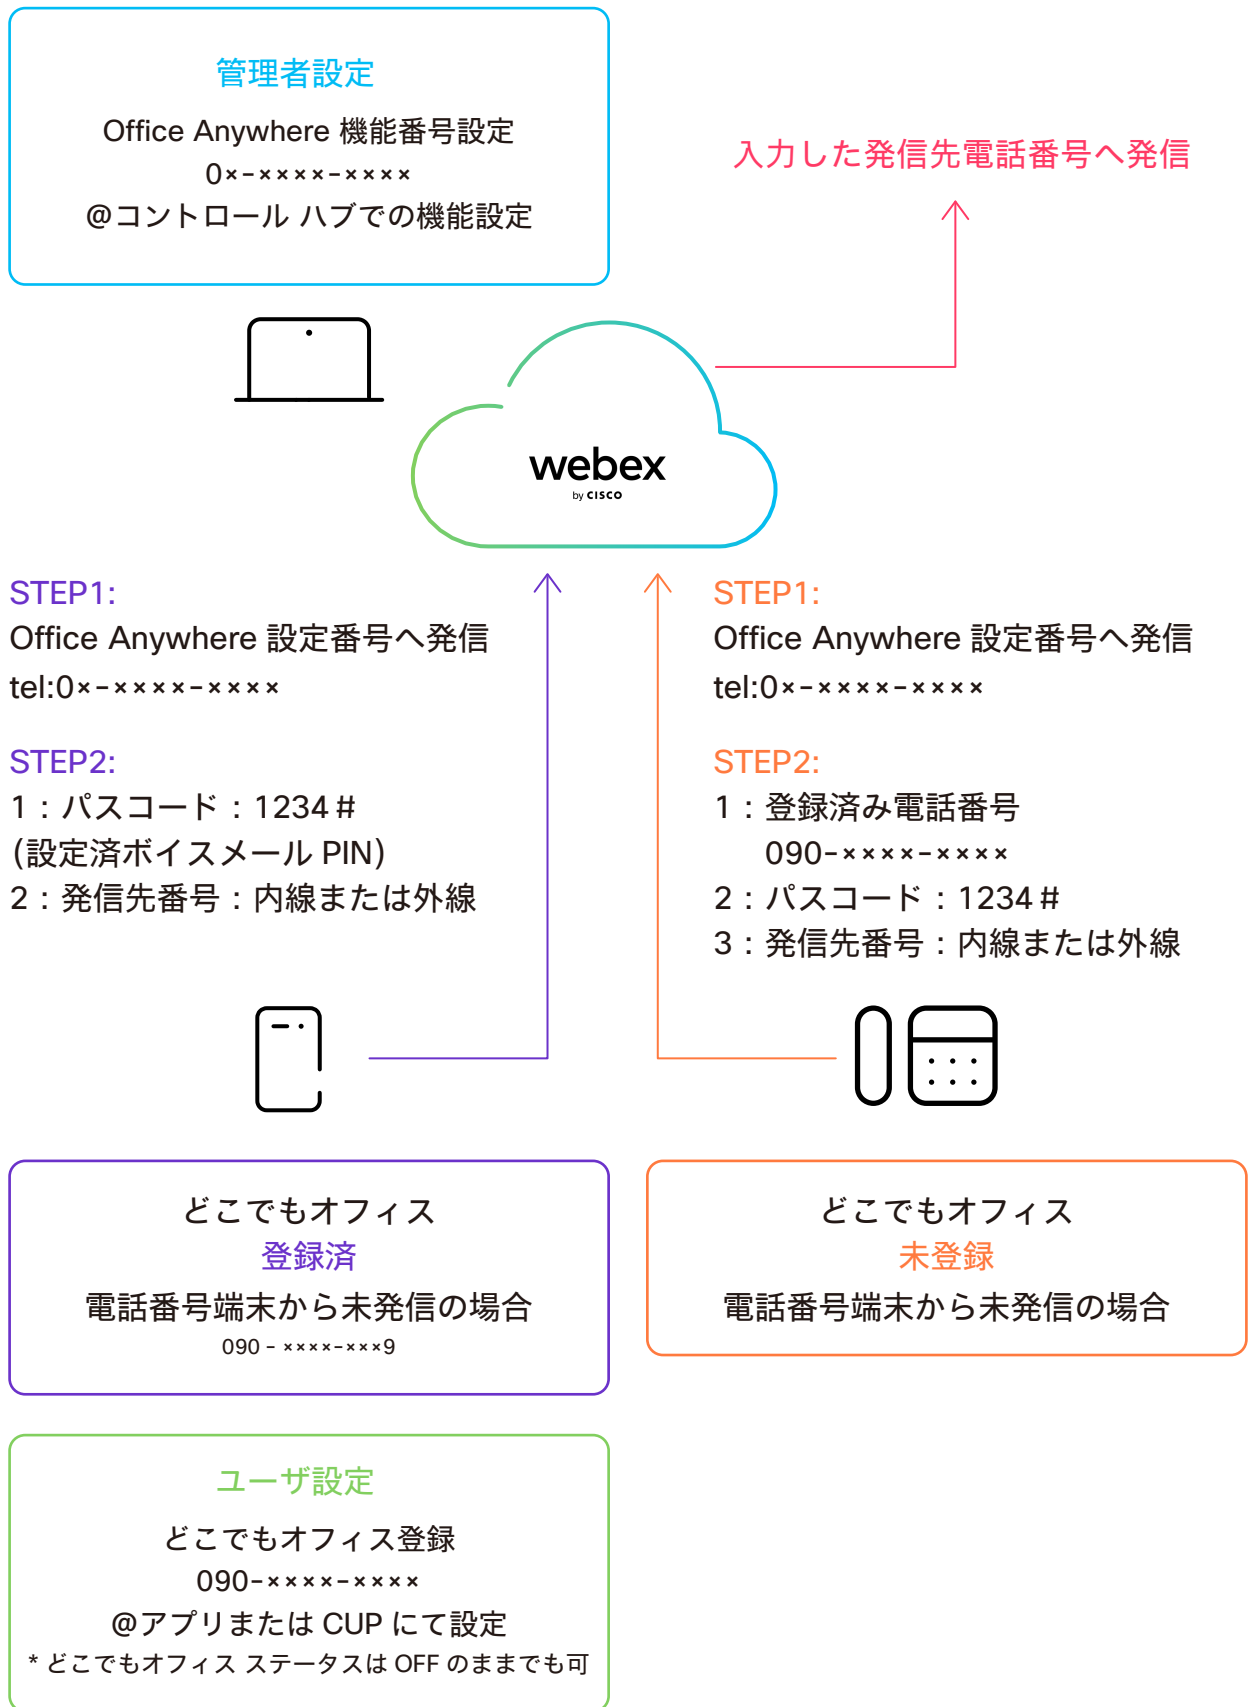 管理者設定
Office Anywhere 機能番号設定
0×-××××-××××
@コントロール ハブでの機能設定
入力した発信先電話番号へ発信
webex
by CISCO
STEP1:
Office Anywhere 設定番号へ発信
tel:0×-××××-××××
STEP2:
1：パスコード：1234＃
(設定済ボイスメール PIN)
2：発信先番号：内線または外線
STEP1:
Office Anywhere 設定番号へ発信
tel:0×-××××-××××
STEP2:
1：登録済み電話番号
090-××××-××××
2：パスコード：1234＃
3：発信先番号：内線または外線
どこでもオフィス
登録済
電話番号端末から未発信の場合
090 - ××××-×××9
どこでもオフィス
未登録
電話番号端末から未発信の場合
ユーザ設定
どこでもオフィス登録
090-××××-××××
@アプリまたは CUP にて設定
* どこでもオフィス ステータスは OFF のままでも可